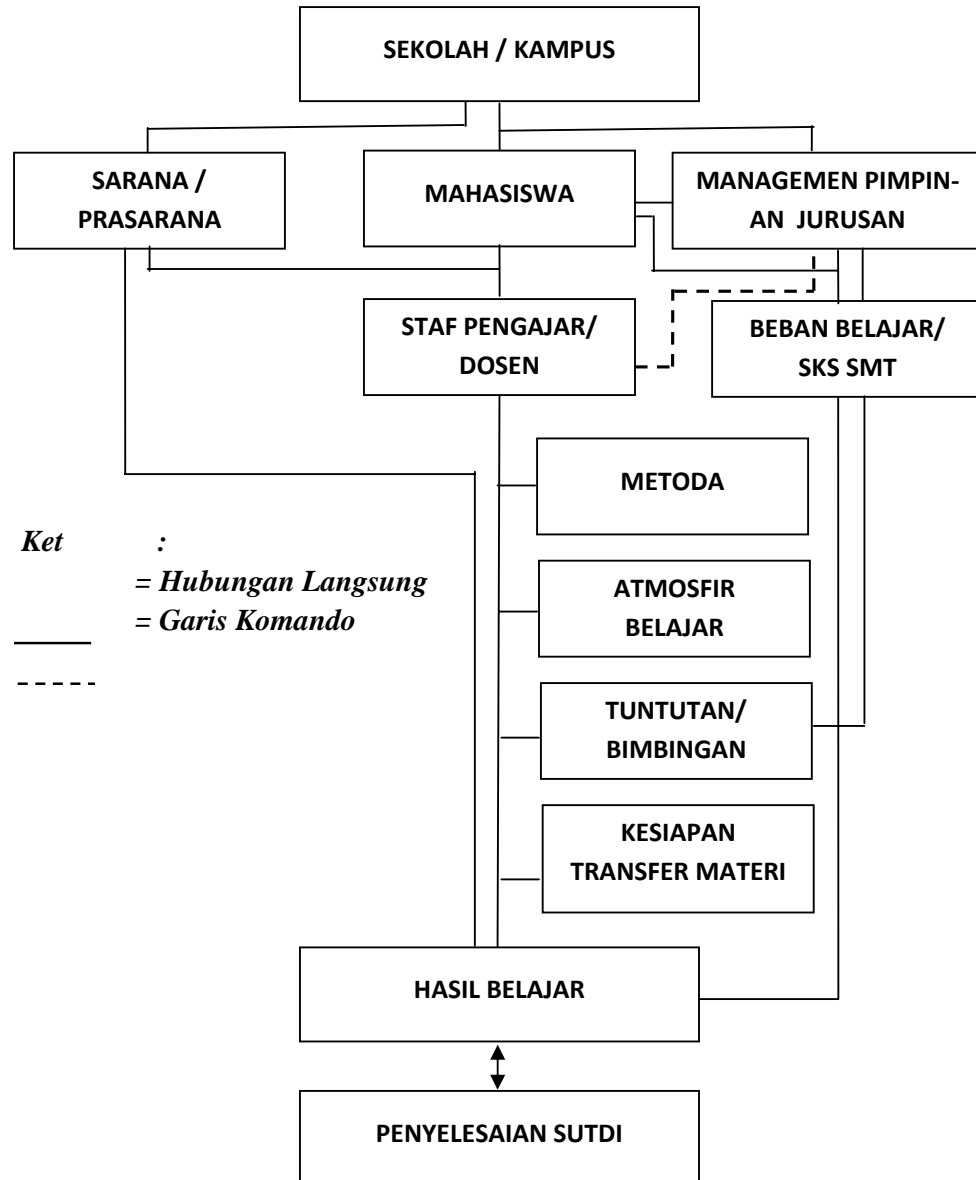 SEKOLAH / KAMPUS
SARANA /
PRASARANA
MAHASISWA
MANAGEMEN PIMPIN-
AN JURUSAN
STAF PENGAJAR/
DOSEN
BEBAN BELAJAR/
SKS SMT
METODA
Ket :
= Hubungan Langsung
= Garis Komando
ATMOSFIR
BELAJAR
TUNTUTAN/
BIMBINGAN
KESIAPAN
TRANSFER MATERI
HASIL BELAJAR
PENYELESAIAN SUTDI